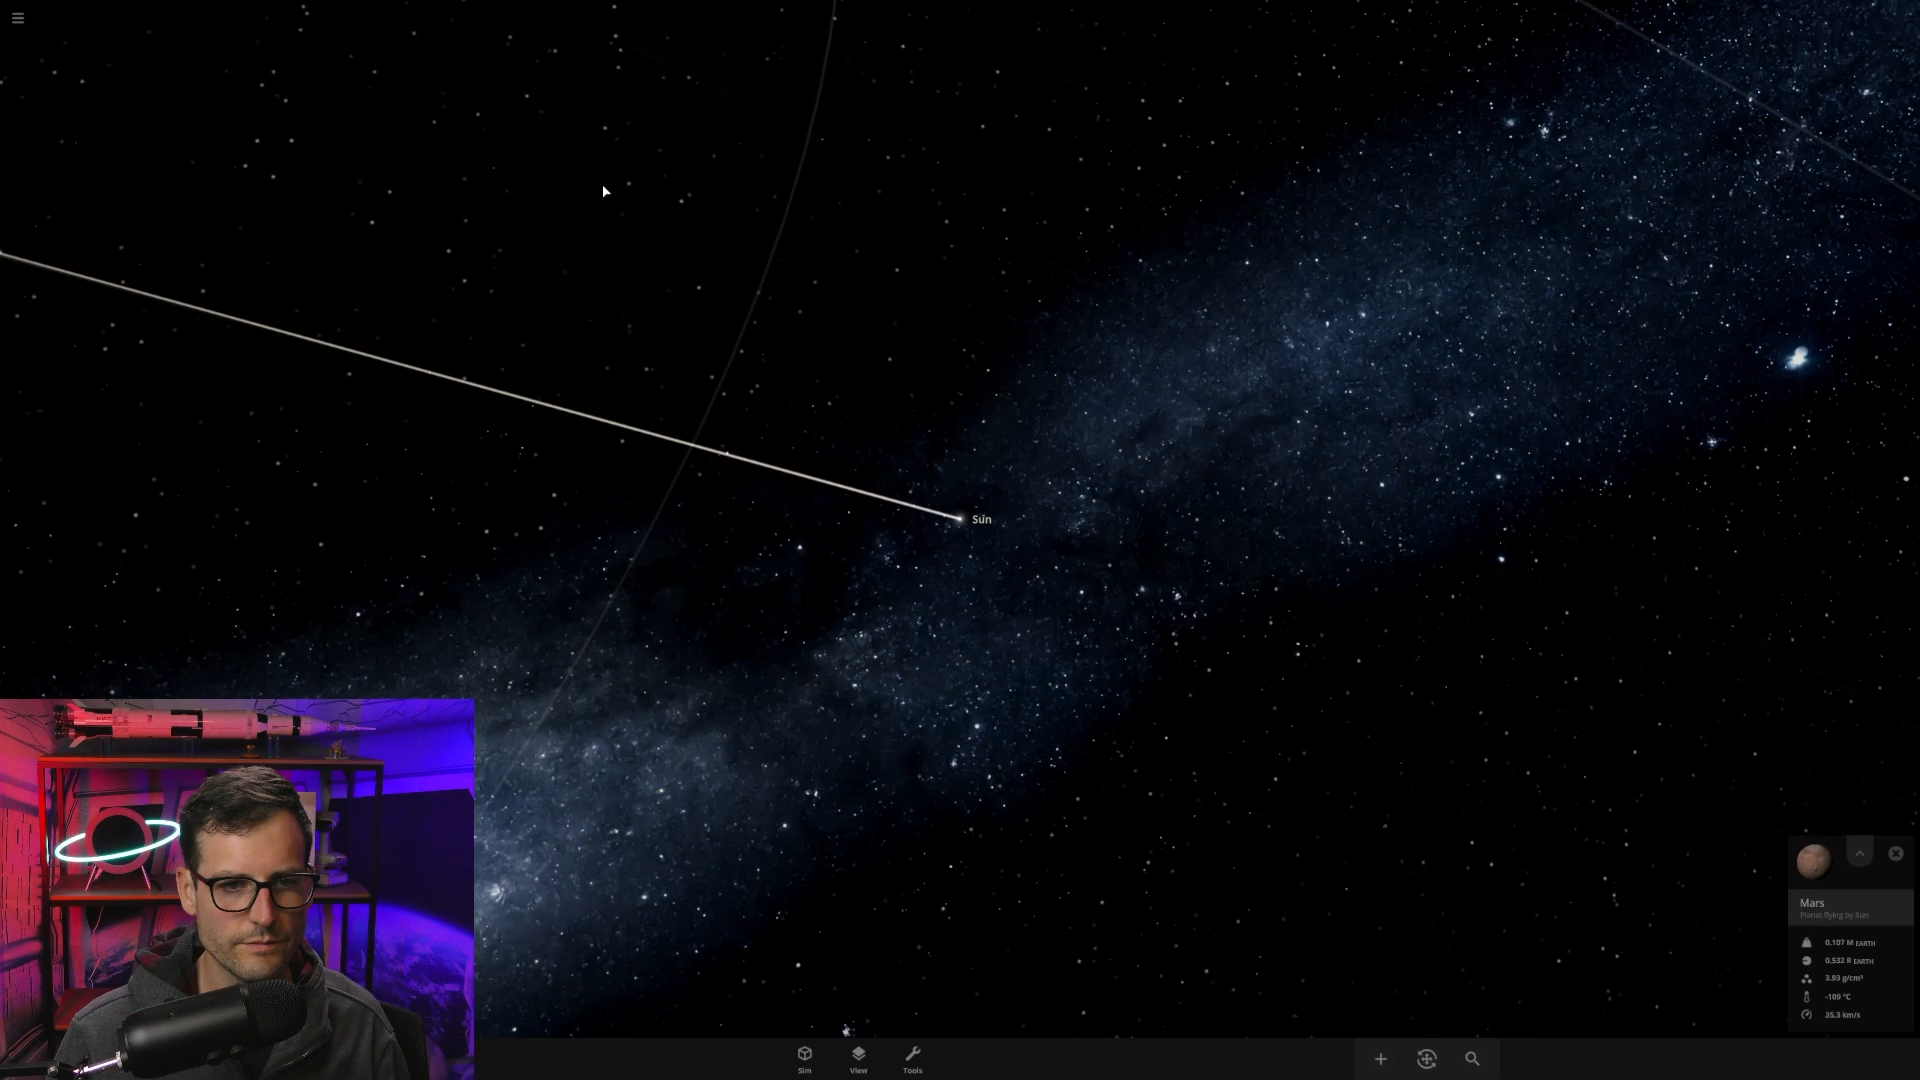 Sun
Mars
Planet flying by Sun
0.107 M EARTH
0.532 R EARTH
3.93 g/cm³
-109 °C
35.3 km/s
Sim
View
Tools